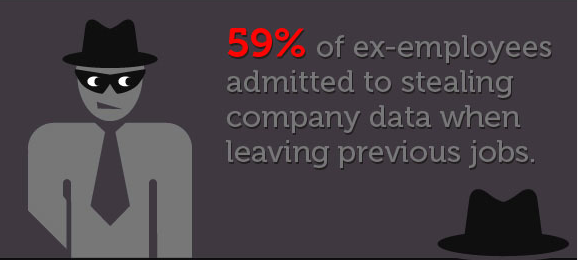 59% of ex-employees
admitted to stealing
company data when
leaving previous jobs.